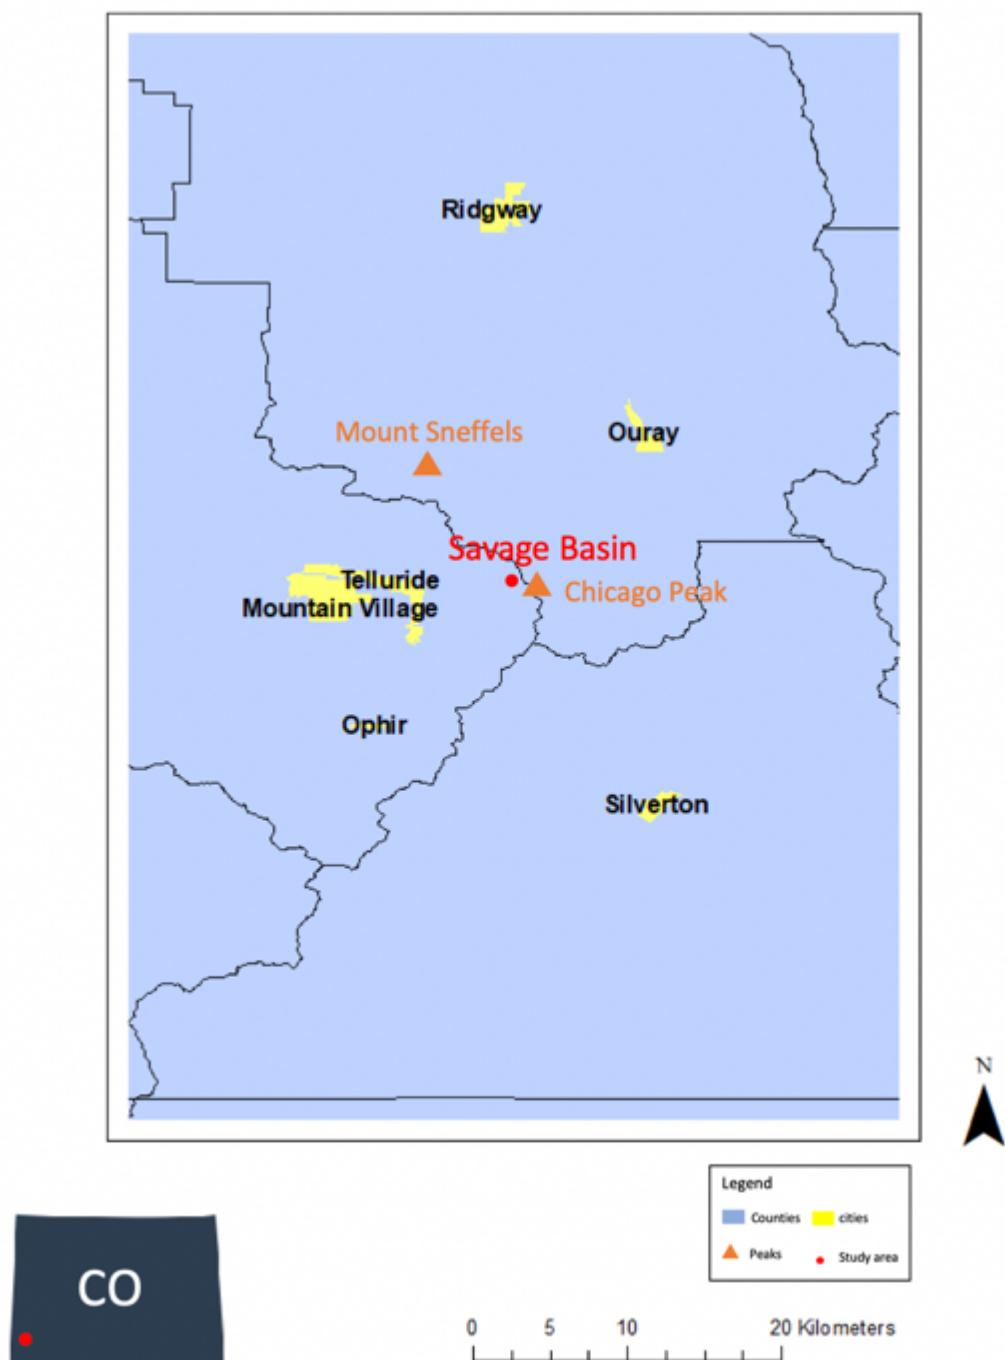 Ridgway
Mount Sneffels
Ouray
Savage Basin
Telluride
Chicago Peak
Mountain Village
Ophir
Silverton
N
Legend
Counties
cities
Peaks
Study area
CO
0 5 10 20 Kilometers